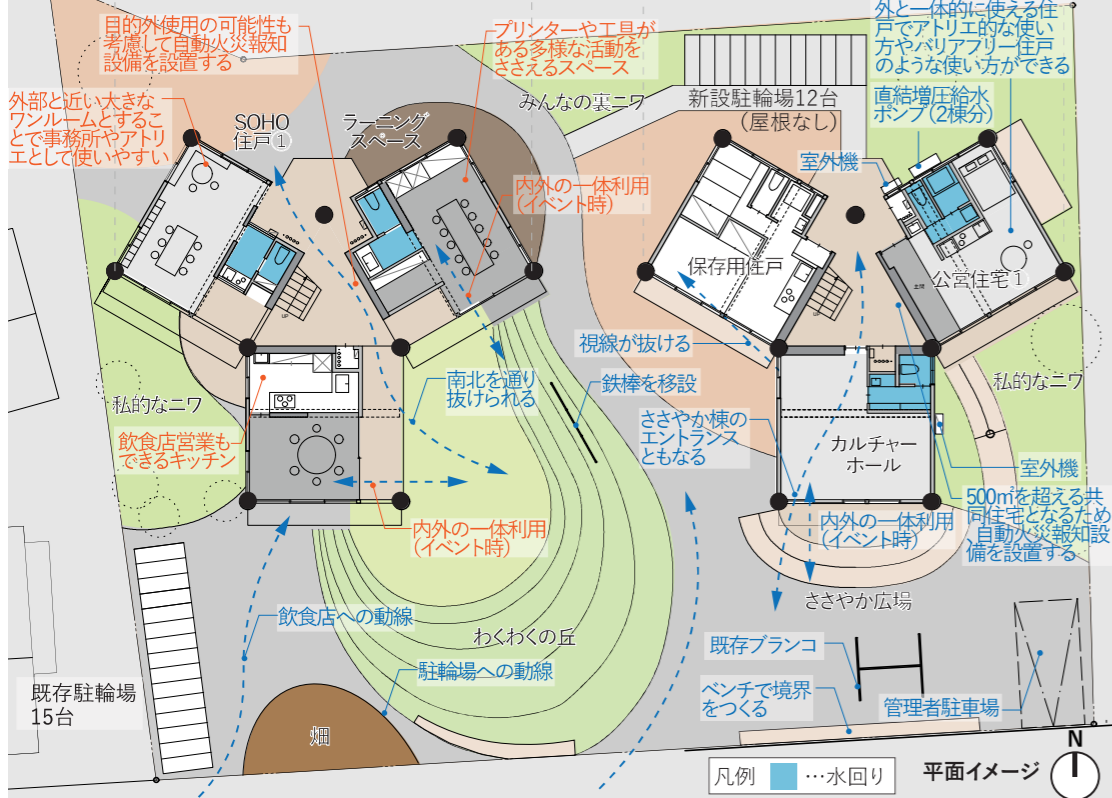 目的外使用の可能性も
考慮して自動火災報知
設備を設置する
プリンターや工具が
ある多様な活動を
ささえるスペース
外と一体的に使える住
戸でアトリエ的な使い
方やバリアフリー住戸
のような使い方ができる
外部と近い大きな
ワンルームとするこ
とで事務所やアトリ
エとして使いやすい
SOHO
住戸①
ラーニング
スペース
みんなの裏ニワ
新設駐輪場12台
(屋根なし)
直結増圧給水
ポンプ(2棟分)
室外機
内外の一体利用
(イベント時)
保存用住戸
公営住宅①
土間
UP
UP
視線が抜ける
鉄棒を移設
南北を通り
抜けられる
私的なニワ
私的なニワ
飲食店営業も
できるキッチン
ささやか棟の
エントランス
ともなる
カルチャー
ホール
室外機
内外の一体利用
(イベント時)
内外の一体利用
(イベント時)
500㎡を超える共
同住宅となるため
、自動火災報知設
備を設置する
ささやか広場
飲食店への動線
わくわくの丘
駐輪場への動線
既存ブランコ
ベンチで境界
をつくる
管理者駐車場
既存駐輪場
15台
畑
凡例 …水回り
平面イメージ
N